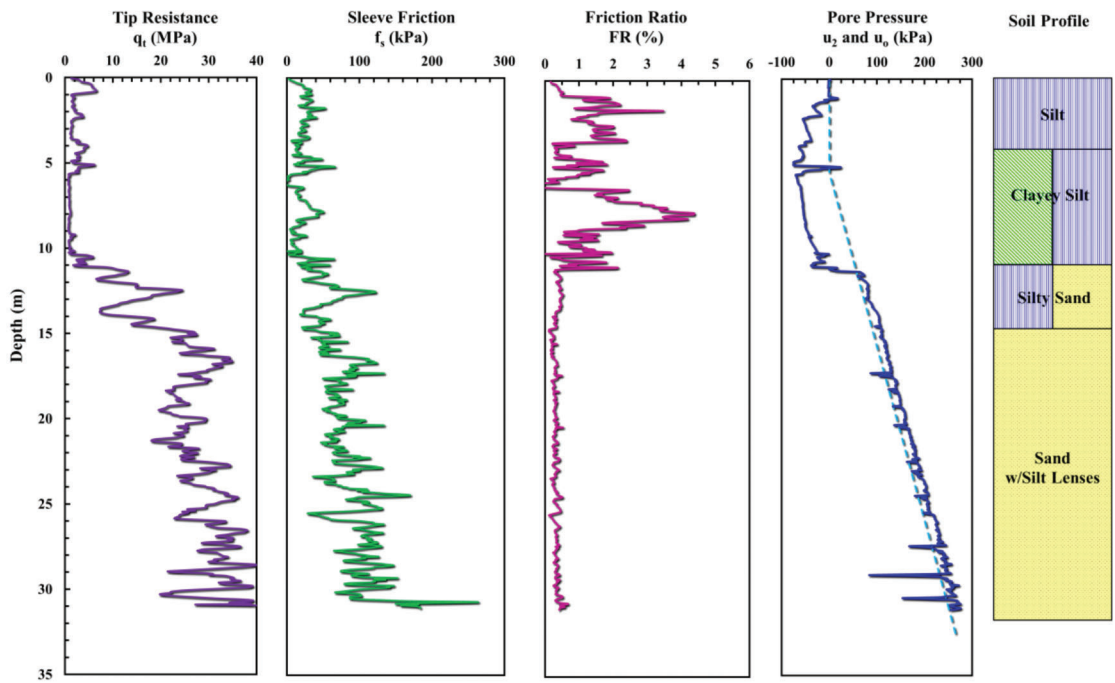 Tip Resistance
qt (MPa)
0 10 20 30 40
Sleeve Friction
fs (kPa)
0 100 200 300
Friction Ratio
FR (%)
0 1 2 3 4 5 6
Pore Pressure
u2 and uo (kPa)
-100 0 100 200 300
Soil Profile
Depth (m)
0
5
10
15
20
25
30
35
Silt
Clayey Silt
Silty Sand
Sand
w/Silt Lenses